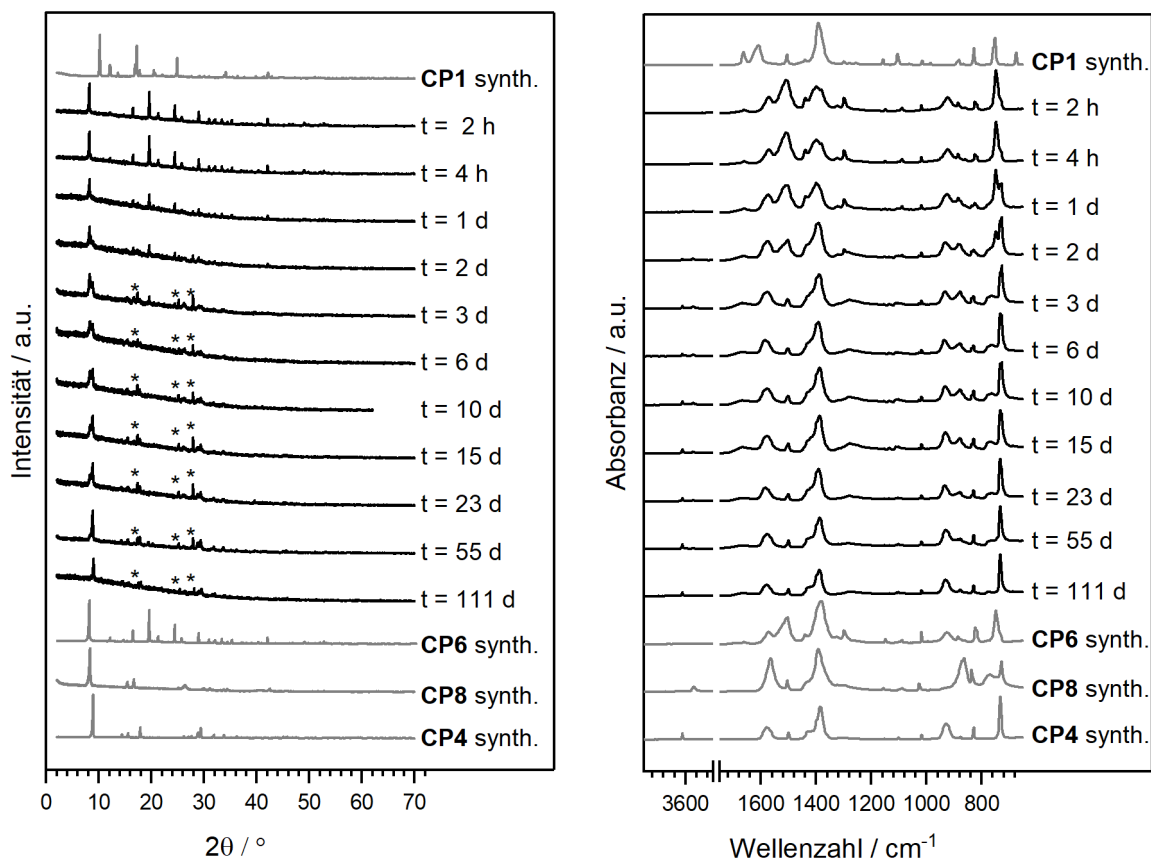 CP1 synth.
t = 2 h
t = 4 h
t = 1 d
t = 2 d
* * *
t = 3 d
* * *
t = 6 d
* * *
t = 10 d
* * *
t = 15 d
* * *
t = 23 d
* * *
t = 55 d
* * *
t = 111 d
CP6 synth.
CP8 synth.
CP4 synth.
Intensität / a.u.
0 10 20 30 40 50 60 70
2θ / °
CP1 synth.
t = 2 h
t = 4 h
t = 1 d
t = 2 d
t = 3 d
t = 6 d
t = 10 d
t = 15 d
t = 23 d
t = 55 d
t = 111 d
CP6 synth.
CP8 synth.
CP4 synth.
Absorbanz / a.u.
3600 1600 1400 1200 1000 800
Wellenzahl / cm⁻¹